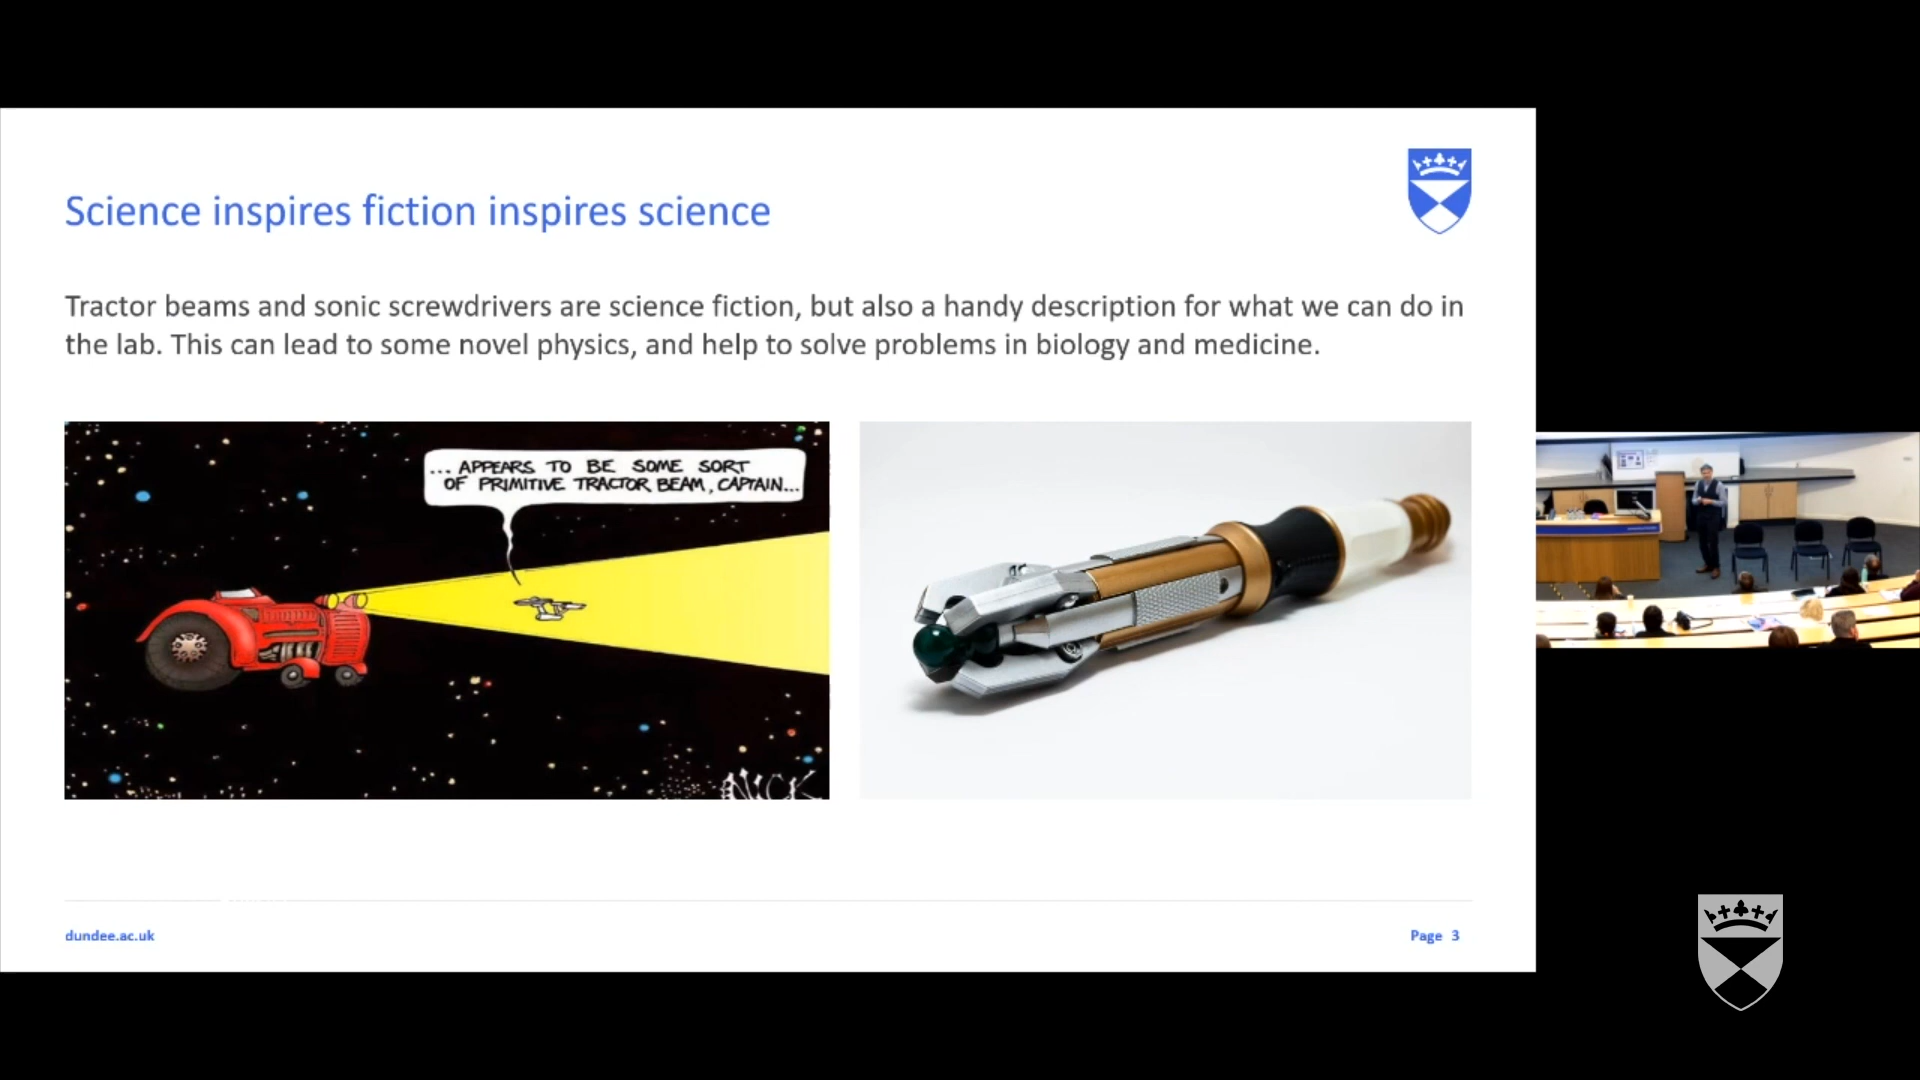 Science inspires fiction inspires science
Tractor beams and sonic screwdrivers are science fiction, but also a handy description for what we can do in
the lab. This can lead to some novel physics, and help to solve problems in biology and medicine.
... APPEARS TO BE SOME SORT
OF PRIMITIVE TRACTOR BEAM, CAPTAIN...
NICK
dundee.ac.uk
Page 3